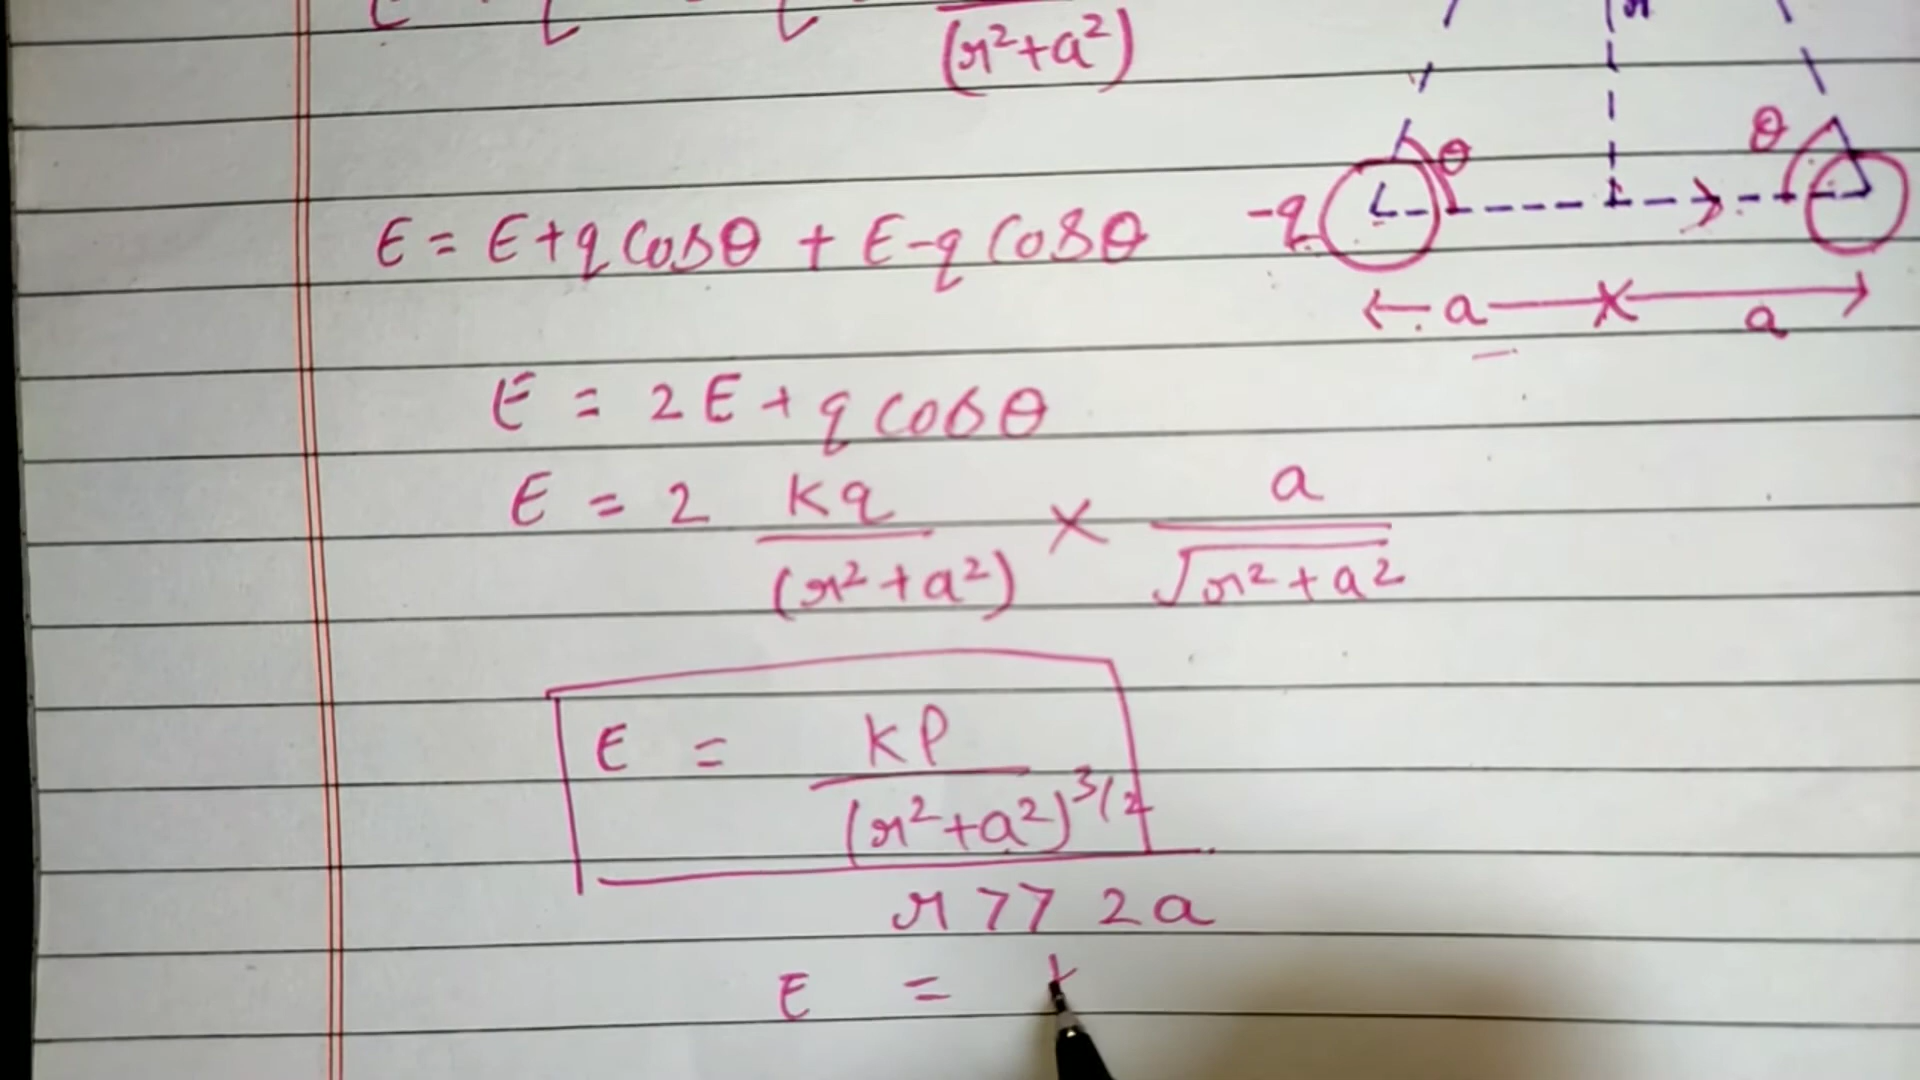 (r²+a²)
E = E+q cosθ + E-q cosθ
-q θ θ
a a
E = 2E+q cosθ
E = 2 Kq/(r²+a²) × a/√r²+a²
E = KP/(r²+a²)^3/2
r >> 2a
E =